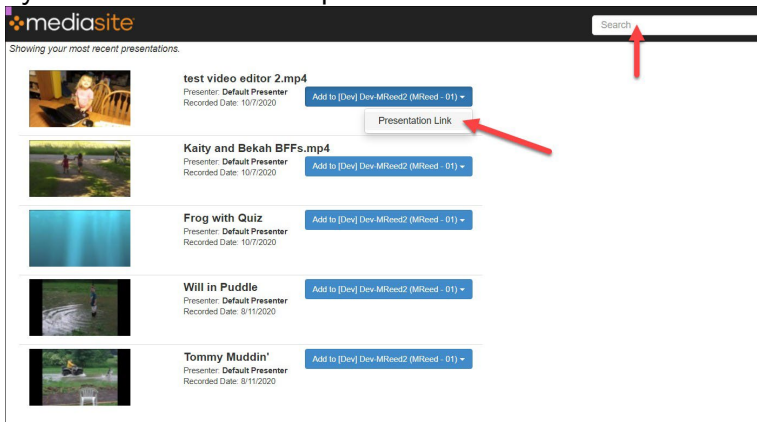 mediasite
Search
Showing your most recent presentations.
test video editor 2.mp4
Presenter: Default Presenter
Recorded Date: 10/7/2020
Add to [Dev] Dev-MReed2 (MReed - 01)
Presentation Link
Kaity and Bekah BFFs.mp4
Presenter: Default Presenter
Recorded Date: 10/7/2020
Add to [Dev] Dev-MReed2 (MReed - 01)
Frog with Quiz
Presenter: Default Presenter
Recorded Date: 10/7/2020
Add to [Dev] Dev-MReed2 (MReed - 01)
Will in Puddle
Presenter: Default Presenter
Recorded Date: 8/11/2020
Add to [Dev] Dev-MReed2 (MReed - 01)
Tommy Muddin'
Presenter: Default Presenter
Recorded Date: 8/11/2020
Add to [Dev] Dev-MReed2 (MReed - 01)